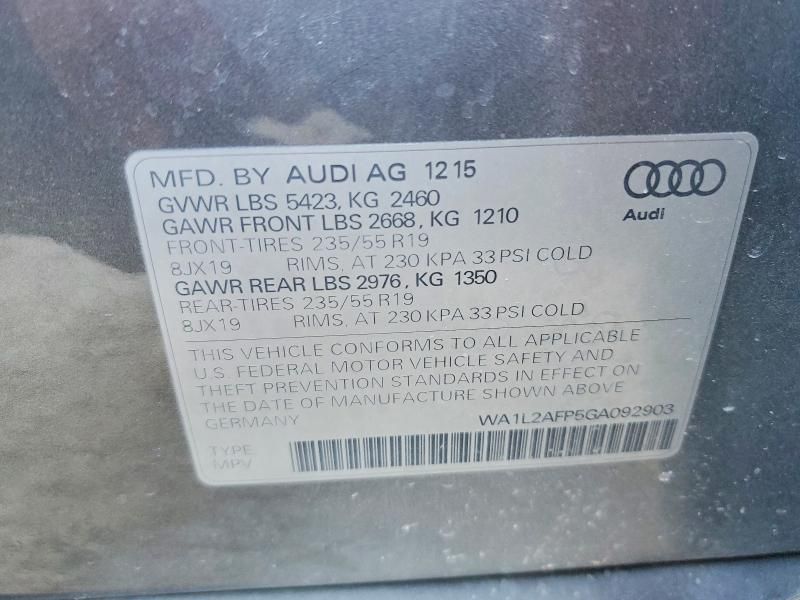 MFD. BY AUDI AG 12 15
GVWR LBS 5423, KG 2460
GAWR FRONT LBS 2668, KG 1210
FRONT-TIRES 235/55 R19
8JX19 RIMS, AT 230 KPA 33 PSI COLD
GAWR REAR LBS 2976, KG 1350
REAR-TIRES 235/55 R19
8JX19 RIMS, AT 230 KPA 33 PSI COLD
Audi
THIS VEHICLE CONFORMS TO ALL APPLICABLE
U.S. FEDERAL MOTOR VEHICLE SAFETY AND
THEFT PREVENTION STANDARDS IN EFFECT ON
THE DATE OF MANUFACTURE SHOWN ABOVE
GERMANY WA1L2AFP5GA092903
TYPE:
MPV